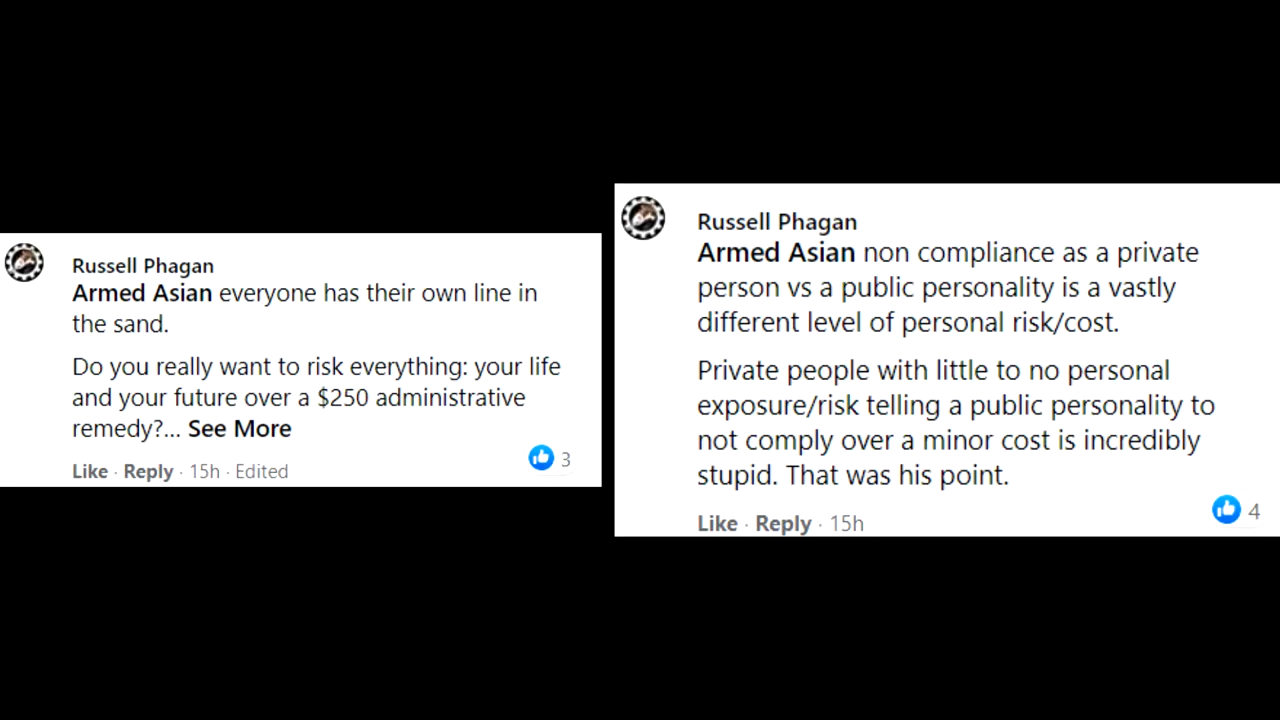 Russell Phagan
Armed Asian everyone has their own line in
the sand.
Do you really want to risk everything: your life
and your future over a $250 administrative
remedy?... See More
Like · Reply · 15h · Edited
3
Russell Phagan
Armed Asian non compliance as a private
person vs a public personality is a vastly
different level of personal risk/cost.
Private people with little to no personal
exposure/risk telling a public personality to
not comply over a minor cost is incredibly
stupid. That was his point.
Like · Reply · 15h
4